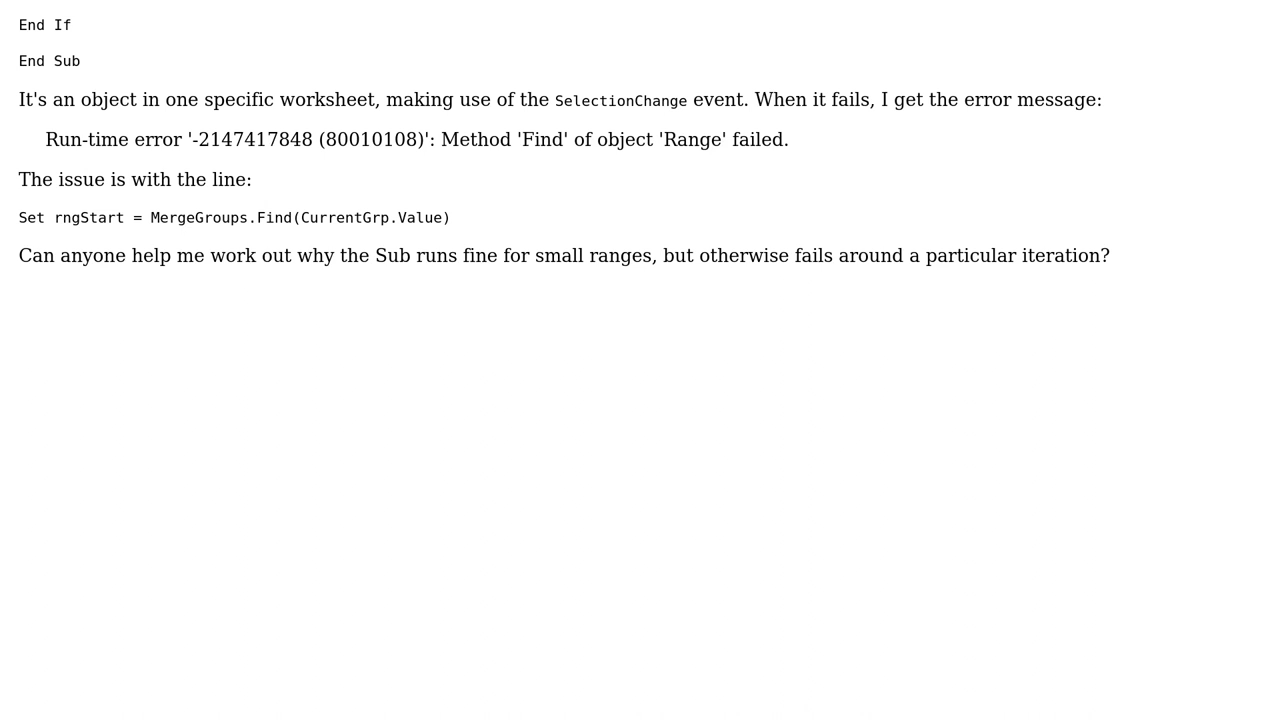 End If
End Sub
It's an object in one specific worksheet, making use of the SelectionChange event. When it fails, I get the error message:
Run-time error '-2147417848 (80010108)': Method 'Find' of object 'Range' failed.
The issue is with the line:
Set rngStart = MergeGroups.Find(CurrentGrp.Value)
Can anyone help me work out why the Sub runs fine for small ranges, but otherwise fails around a particular iteration?